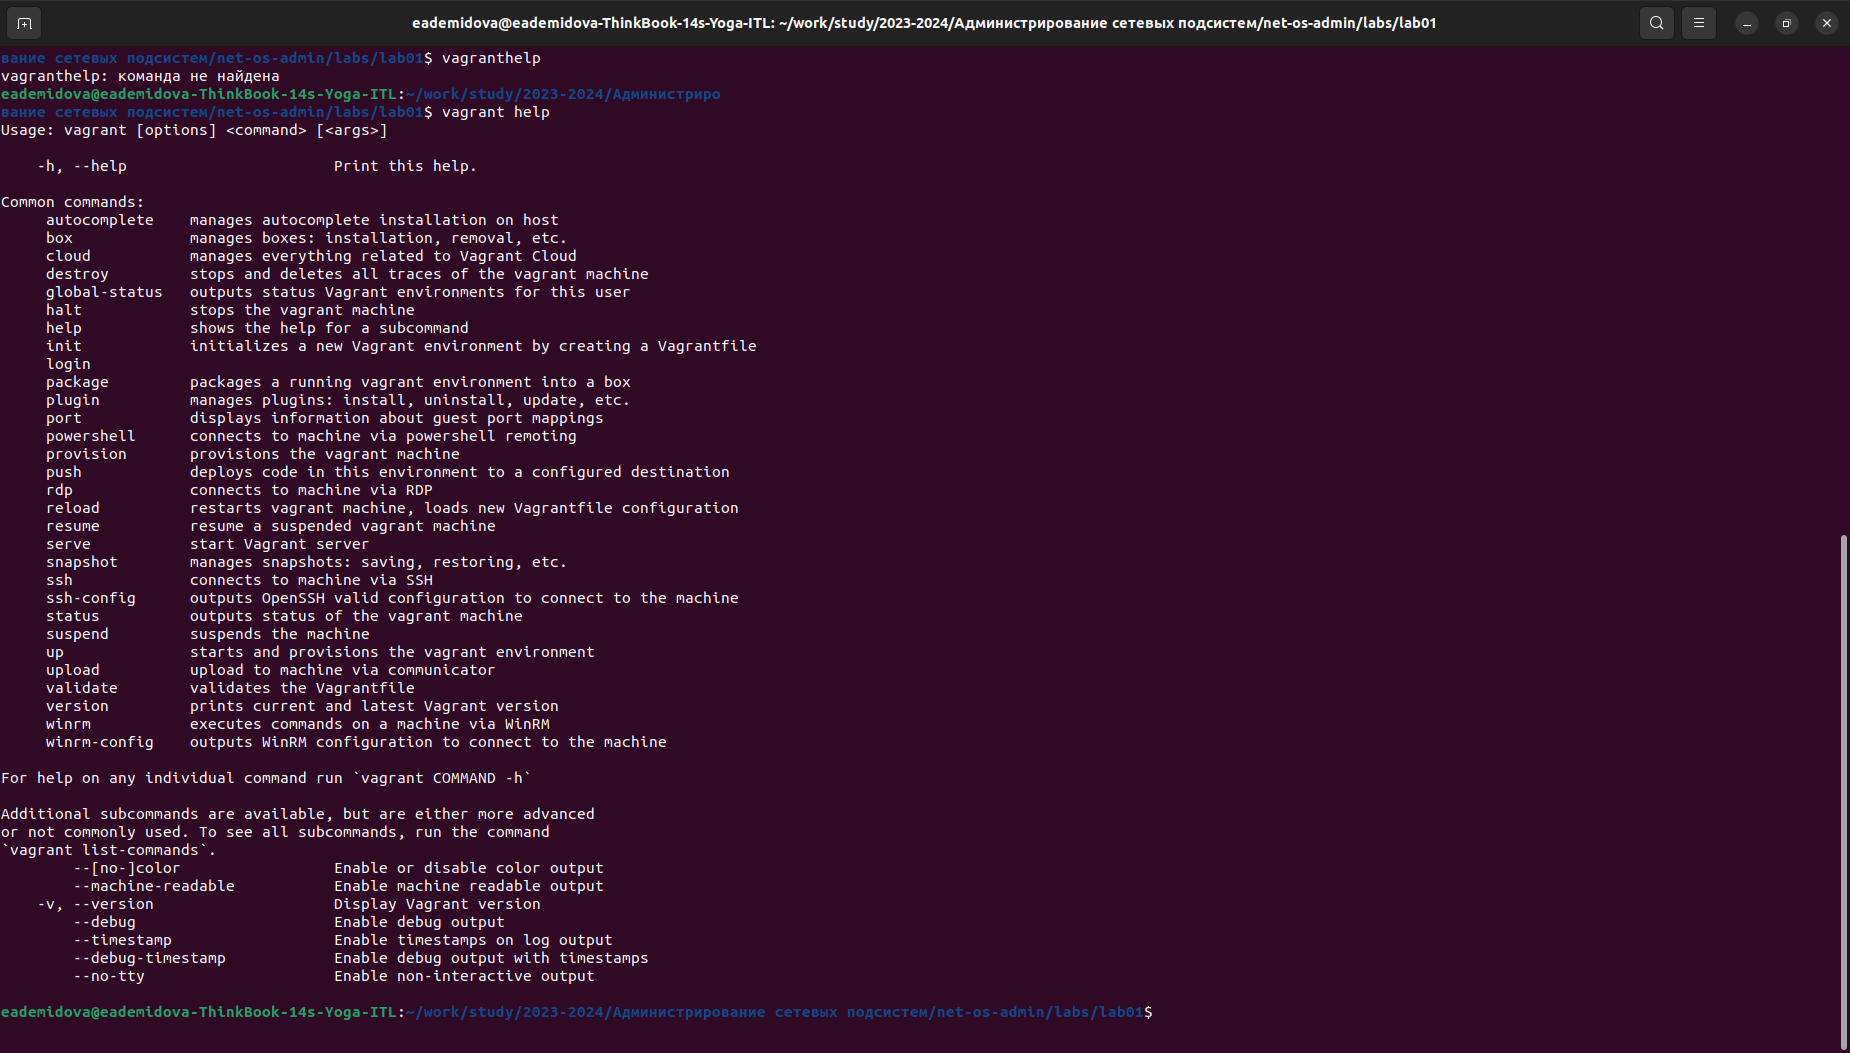 eademidova@eademidova-ThinkBook-14s-Yoga-ITL: ~/work/study/2023-2024/Администрирование сетевых подсистем/net-os-admin/labs/lab01
вание сетевых подсистем/net-os-admin/labs/lab01$ vagranthelp
vagranthelp: команда не найдена
eademidova@eademidova-ThinkBook-14s-Yoga-ITL:~/work/study/2023-2024/Администриро
вание сетевых подсистем/net-os-admin/labs/lab01$ vagrant help
Usage: vagrant [options] <command> [<args>]
    -h, --help                       Print this help.
Common commands:
     autocomplete    manages autocomplete installation on host
     box             manages boxes: installation, removal, etc.
     cloud           manages everything related to Vagrant Cloud
     destroy         stops and deletes all traces of the vagrant machine
     global-status   outputs status Vagrant environments for this user
     halt            stops the vagrant machine
     help            shows the help for a subcommand
     init            initializes a new Vagrant environment by creating a Vagrantfile
     login
     package         packages a running vagrant environment into a box
     plugin          manages plugins: install, uninstall, update, etc.
     port            displays information about guest port mappings
     powershell      connects to machine via powershell remoting
     provision       provisions the vagrant machine
     push            deploys code in this environment to a configured destination
     rdp             connects to machine via RDP
     reload          restarts vagrant machine, loads new Vagrantfile configuration
     resume          resume a suspended vagrant machine
     serve           start Vagrant server
     snapshot        manages snapshots: saving, restoring, etc.
     ssh             connects to machine via SSH
     ssh-config      outputs OpenSSH valid configuration to connect to the machine
     status          outputs status of the vagrant machine
     suspend         suspends the machine
     up              starts and provisions the vagrant environment
     upload          upload to machine via communicator
     validate        validates the Vagrantfile
     version         prints current and latest Vagrant version
     winrm           executes commands on a machine via WinRM
     winrm-config    outputs WinRM configuration to connect to the machine
For help on any individual command run `vagrant COMMAND -h`
Additional subcommands are available, but are either more advanced
or not commonly used. To see all subcommands, run the command
`vagrant list-commands`.
        --[no-]color                 Enable or disable color output
        --machine-readable           Enable machine readable output
    -v, --version                    Display Vagrant version
        --debug                      Enable debug output
        --timestamp                  Enable timestamps on log output
        --debug-timestamp            Enable debug output with timestamps
        --no-tty                     Enable non-interactive output
eademidova@eademidova-ThinkBook-14s-Yoga-ITL:~/work/study/2023-2024/Администрирование сетевых подсистем/net-os-admin/labs/lab01$